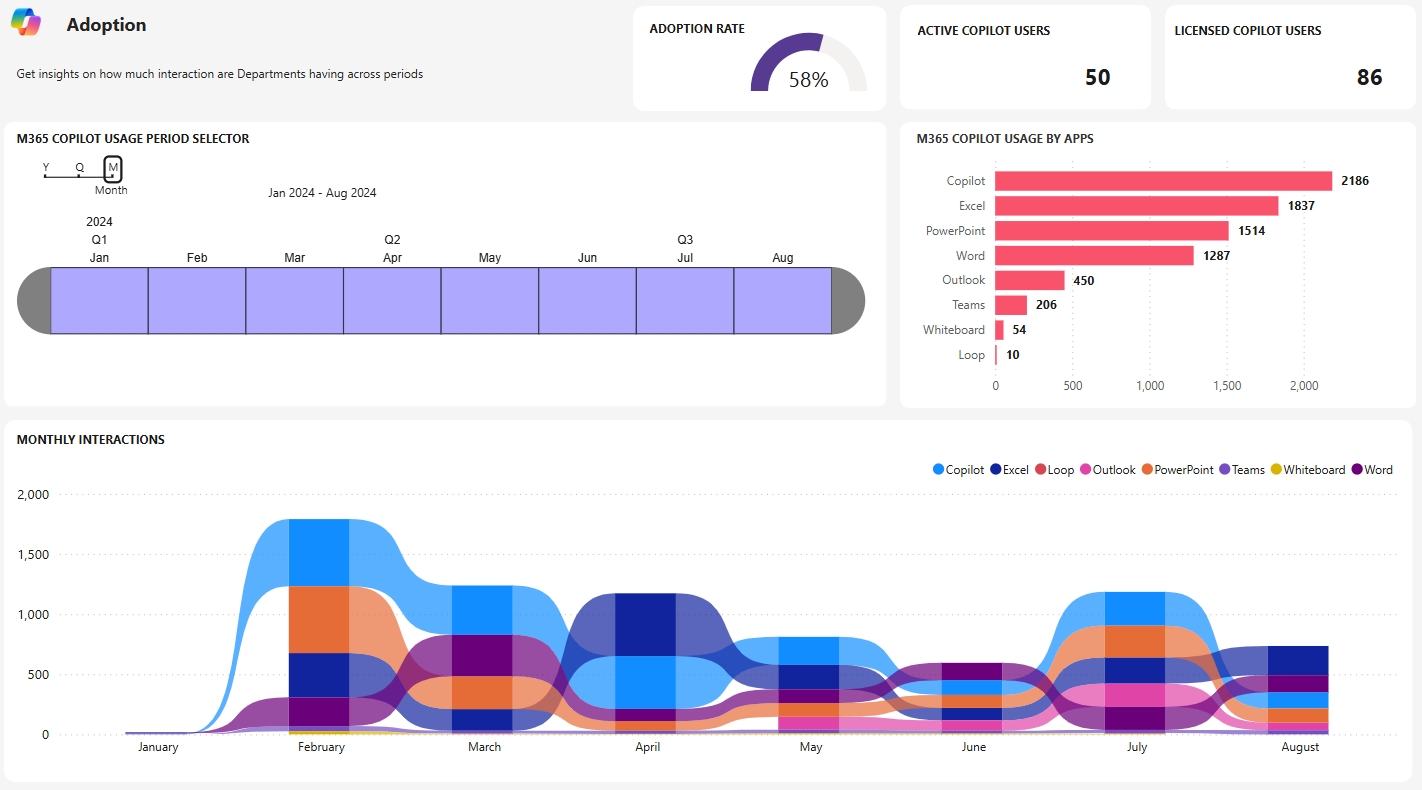 Adoption
Get insights on how much interaction are Departments having across periods
ADOPTION RATE
58%
ACTIVE COPILOT USERS
50
LICENSED COPILOT USERS
86
M365 COPILOT USAGE PERIOD SELECTOR
Y Q M
Month
Jan 2024 - Aug 2024
2024
Q1 Q2 Q3
Jan Feb Mar Apr May Jun Jul Aug
M365 COPILOT USAGE BY APPS
Copilot 2186
Excel 1837
PowerPoint 1514
Word 1287
Outlook 450
Teams 206
Whiteboard 54
Loop 10
0 500 1,000 1,500 2,000
MONTHLY INTERACTIONS
Copilot Excel Loop Outlook PowerPoint Teams Whiteboard Word
2,000
1,500
1,000
500
0
January February March April May June July August